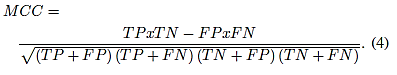 MCC =
TPxTN − FPxFN
√(TP + FP) (TP + FN) (TN + FP) (TN + FN)
. (4)